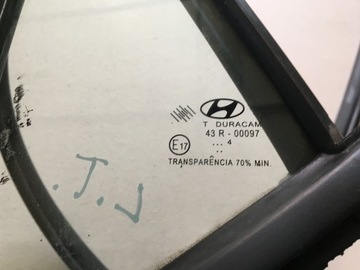 T DURACAM
43 R - 00097
... 4
E17 ..
TRANSPARÊNCIA 70% MIN.